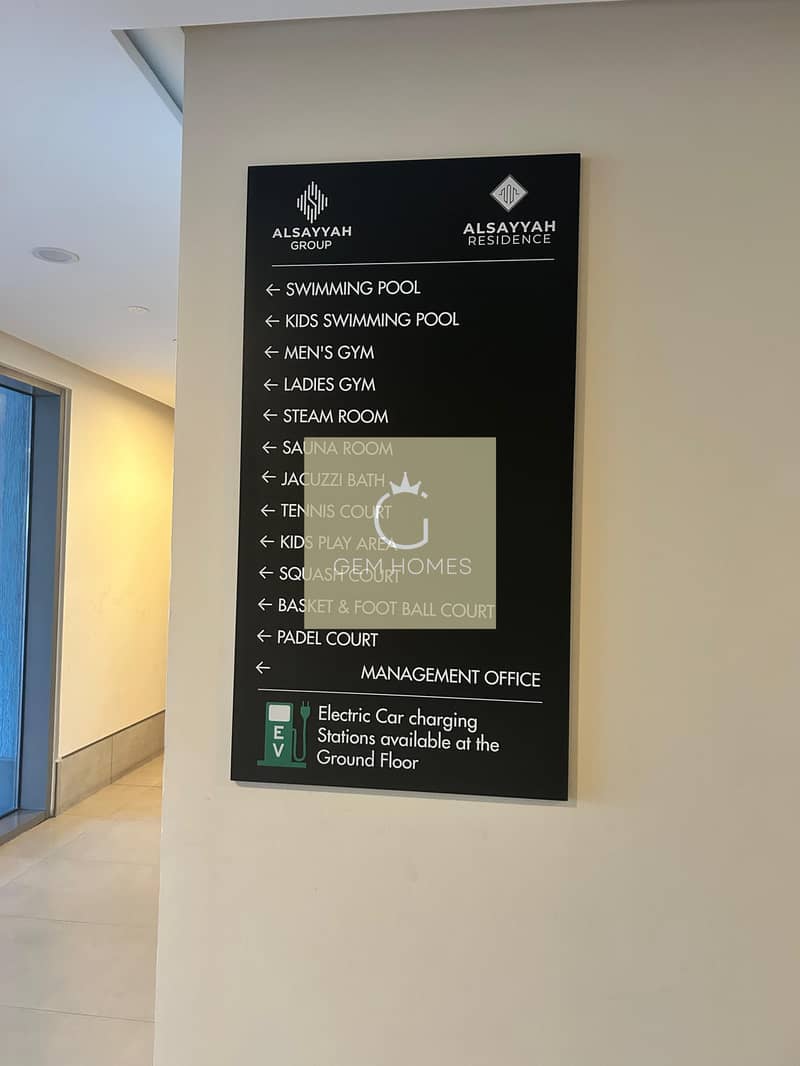 ALSAYYAH
GROUP
ALSAYYAH
RESIDENCE
← SWIMMING POOL
← KIDS SWIMMING POOL
← MEN'S GYM
← LADIES GYM
← STEAM ROOM
← SAUNA ROOM
← JACUZZI BATH
← TENNIS COURT
← KIDS PLAY AREA
← SQUASH COURT
← BASKET & FOOT BALL COURT
← PADEL COURT
← MANAGEMENT OFFICE
EV
Electric Car charging
Stations available at the
Ground Floor
G
GEM HOMES